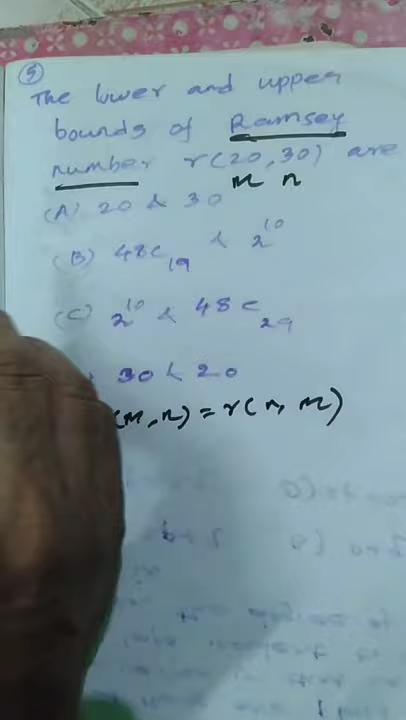 5
The lower and upper
bounds of Ramsey
number r(20,30) are
m n
(A) 20 & 30
(B) 48c19 & 2^10
(C) 2^10 & 48c29
30 & 20
(m,n) = r(n, m)